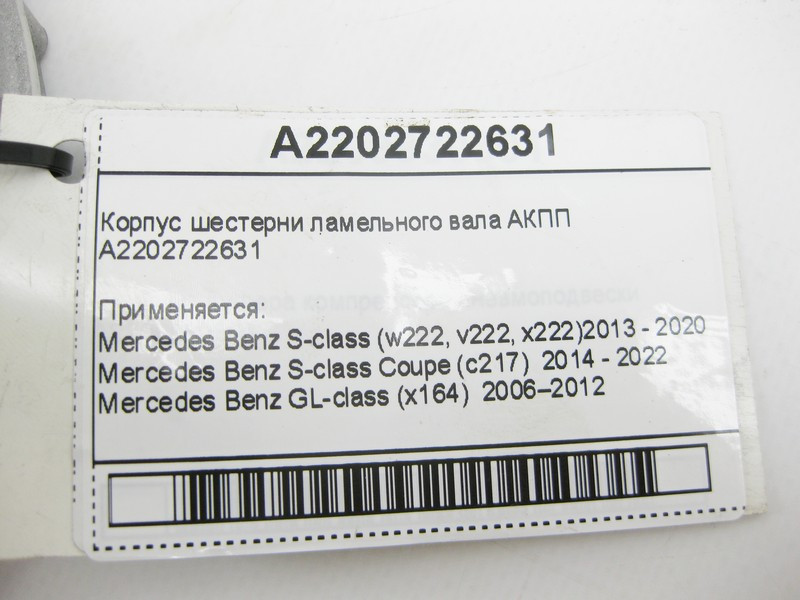 A2202722631
Корпус шестерни ламельного вала АКПП
A2202722631
Применяется:
Mercedes Benz S-class (w222, v222, x222)2013 - 2020
Mercedes Benz S-class Coupe (c217) 2014 - 2022
Mercedes Benz GL-class (x164) 2006–2012